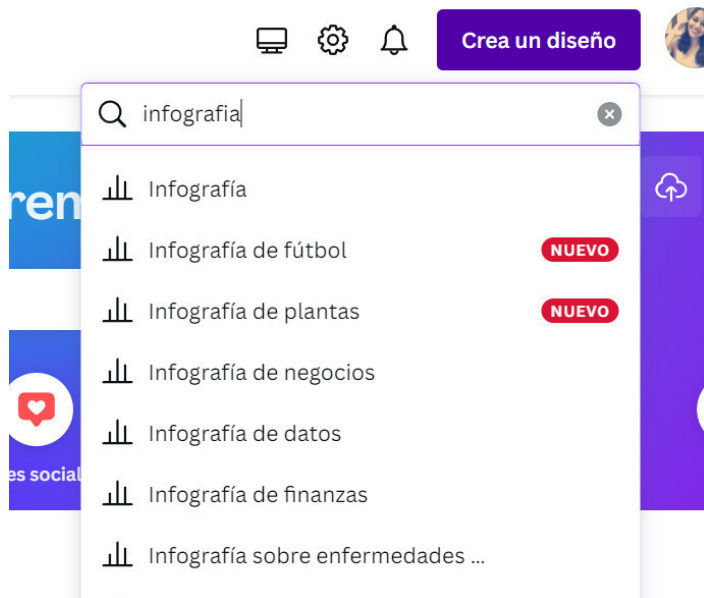 Crea un diseño
infografia
Infografía
Infografía de fútbol NUEVO
Infografía de plantas NUEVO
Infografía de negocios
Infografía de datos
Infografía de finanzas
es social
Infografía sobre enfermedades ...